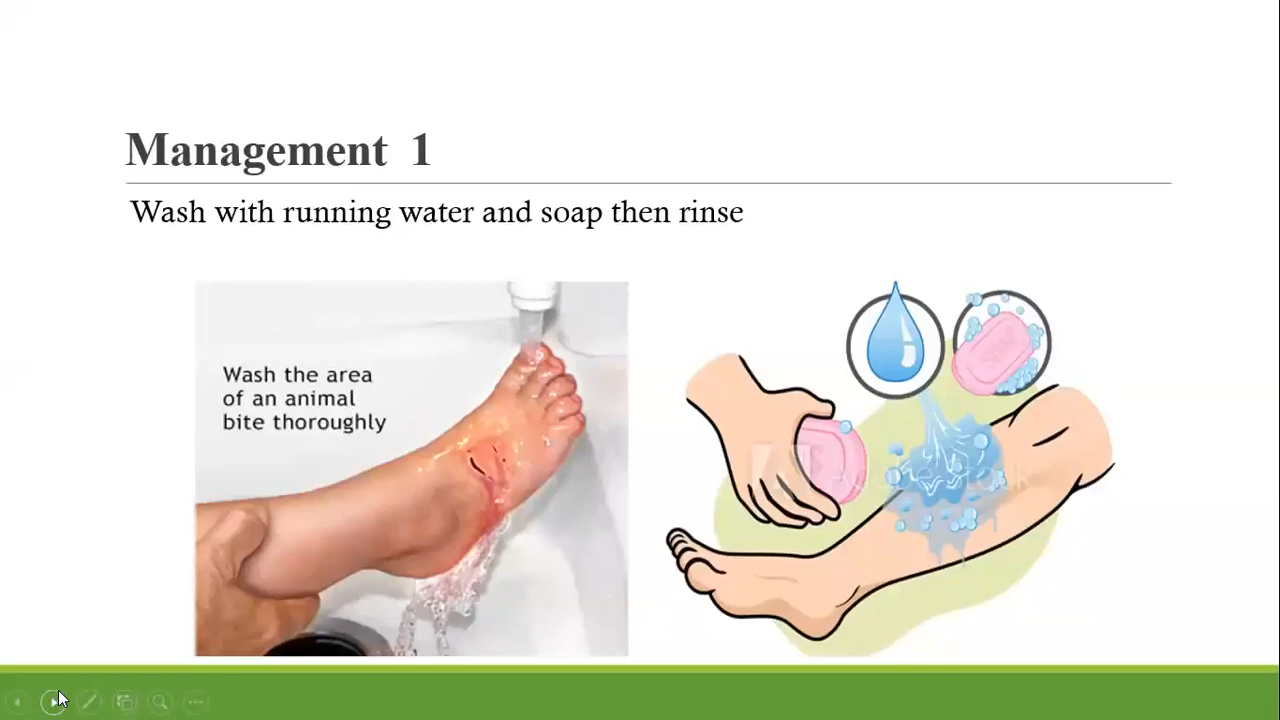 Management 1
Wash with running water and soap then rinse
Wash the area
of an animal
bite thoroughly